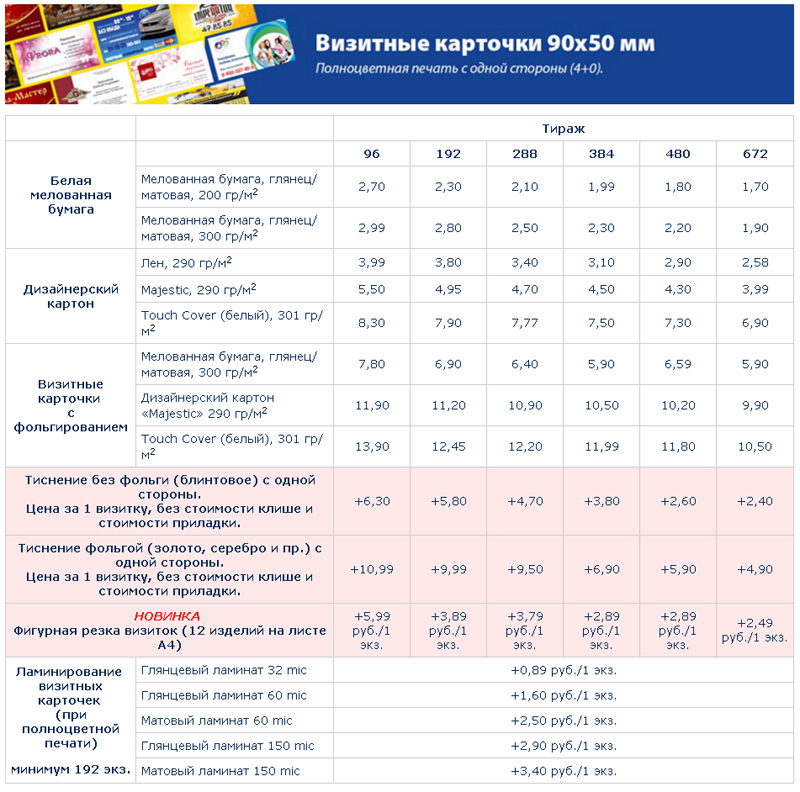 IMPERATOR
47-85-85
PRORA
Мастер
Визитные карточки 90х50 мм
Полноцветная печать с одной стороны (4+0).
Тираж
96 192 288 384 480 672
Белая
мелованная
бумага
Мелованная бумага, глянец/
матовая, 200 гр/м2
2,70 2,30 2,10 1,99 1,80 1,70
Мелованная бумага, глянец/
матовая, 300 гр/м2
2,99 2,80 2,50 2,30 2,20 1,90
Дизайнерский
картон
Лен, 290 гр/м2
3,99 3,80 3,40 3,10 2,90 2,58
Majestic, 290 гр/м2
5,50 4,95 4,70 4,50 4,30 3,99
Touch Cover (белый), 301 гр/
м2
8,30 7,90 7,77 7,50 7,30 6,90
Визитные
карточки
с
фольгированием
Мелованная бумага, глянец/
матовая, 300 гр/м2
7,80 6,90 6,40 5,90 6,59 5,90
Дизайнерский картон
«Majestic» 290 гр/м2
11,90 11,20 10,90 10,50 10,20 9,90
Touch Cover (белый), 301 гр/
м2
13,90 12,45 12,20 11,99 11,80 10,50
Тиснение без фольги (блинтовое) с одной
стороны.
Цена за 1 визитку, без стоимости клише и
стоимости приладки.
+6,30 +5,80 +4,70 +3,80 +2,60 +2,40
Тиснение фольгой (золото, серебро и пр.) с
одной стороны.
Цена за 1 визитку, без стоимости клише и
стоимости приладки.
+10,99 +9,99 +9,50 +6,90 +5,90 +4,90
НОВИНКА
Фигурная резка визиток (12 изделий на листе
А4)
+5,99 +3,89 +3,79 +2,89 +2,89 +2,49
руб./1 руб./1 руб./1 руб./1 руб./1 руб./1 экз.
экз. экз. экз. экз. экз.
Ламинирование
визитных
карточек
(при
полноцветной
печати)
минимум 192 экз.
Глянцевый ламинат 32 mic
+0,89 руб./1 экз.
Глянцевый ламинат 60 mic
+1,60 руб./1 экз.
Матовый ламинат 60 mic
+2,50 руб./1 экз.
Глянцевый ламинат 150 mic
+2,90 руб./1 экз.
Матовый ламинат 150 mic
+3,40 руб./1 экз.